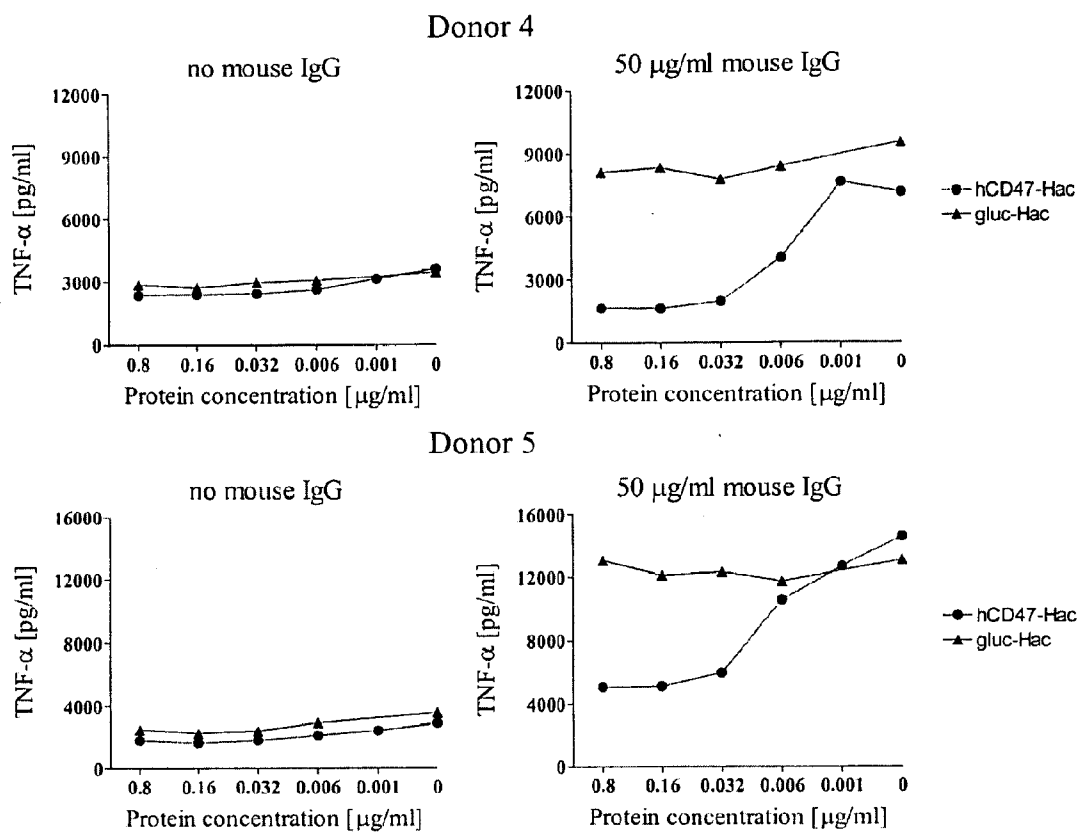 Donor 4
no mouse IgG
50 μg/ml mouse IgG
12000
9000
6000
3000
0
TNF-α [pg/ml]
0.8 0.16 0.032 0.006 0.001 0
Protein concentration [μg/ml]
12000
9000
6000
3000
0
TNF-α [pg/ml]
0.8 0.16 0.032 0.006 0.001 0
Protein concentration [μg/ml]
hCD47-Hac
gluc-Hac
Donor 5
no mouse IgG
50 μg/ml mouse IgG
16000
12000
8000
4000
0
TNF-α [pg/ml]
0.8 0.16 0.032 0.006 0.001 0
Protein concentration [μg/ml]
16000
12000
8000
4000
0
TNF-α [pg/ml]
0.8 0.16 0.032 0.006 0.001 0
Protein concentration [μg/ml]
hCD47-Hac
gluc-Hac